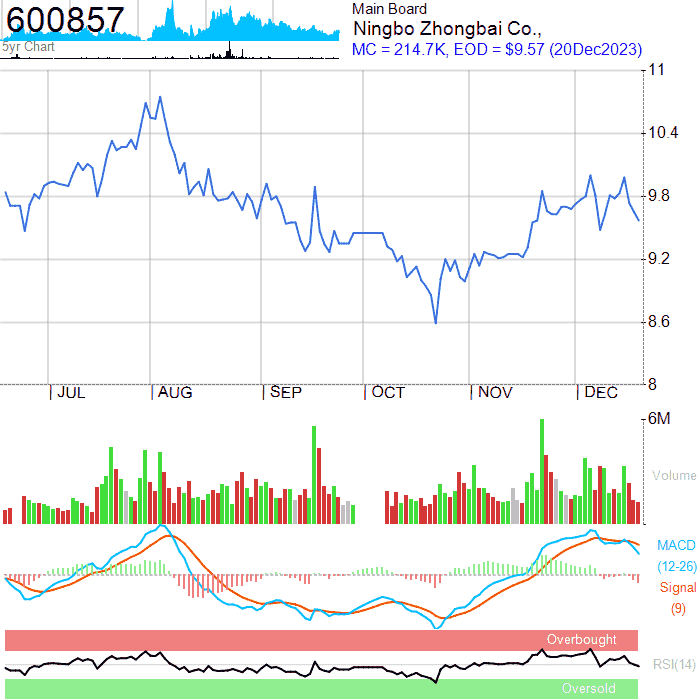 600857
5yr Chart
Main Board
Ningbo Zhongbai Co.,
MC = 214.7K, EOD = $9.57 (20Dec2023)
11
10.4
9.8
9.2
8.6
8
JUL AUG SEP OCT NOV DEC
6M
Volume
MACD
(12-26)
Signal
(9)
Overbought
RSI(14)
Oversold